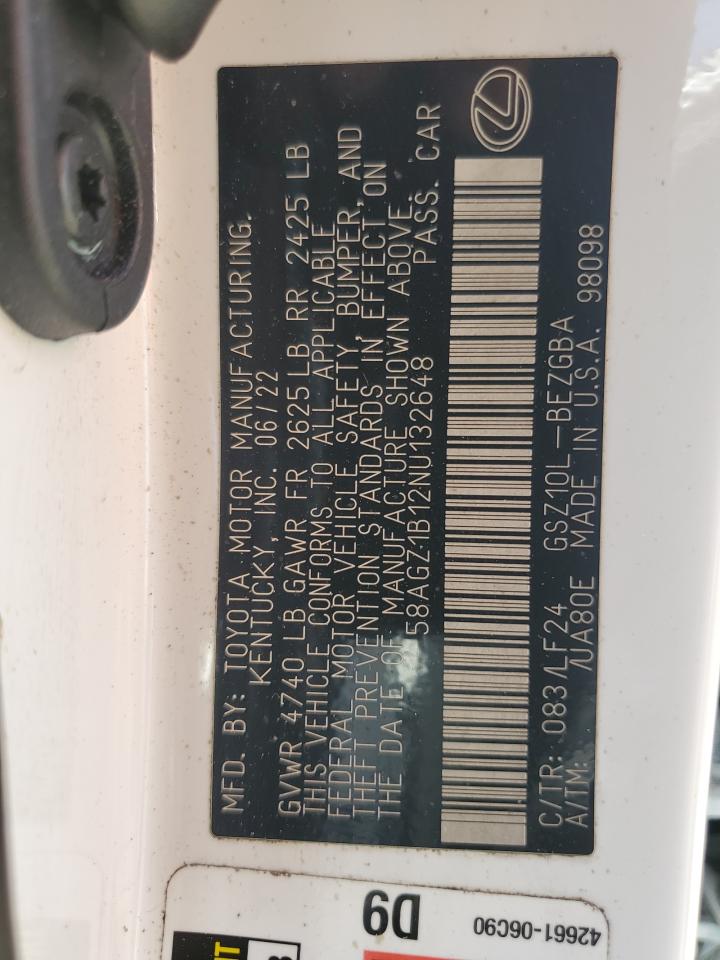 MFD. BY: TOYOTA MOTOR MANUFACTURING.
KENTUCKY, INC. 06/22
GVWR 4740 LB GAWR FR 2625 LB RR 2425 LB
THIS VEHICLE CONFORMS TO ALL APPLICABLE
FEDERAL MOTOR VEHICLE SAFETY, BUMPER, AND
THEFT PREVENTION STANDARDS IN EFFECT ON
THE DATE OF MANUFACTURE SHOWN ABOVE.
58AGZ1B12NU132648 PASS. CAR
C/TR: 083/LF24 GSZ10L-BEZGBA
A/TM: /UA80E MADE IN U.S.A. 98098
D9
42661-06C90